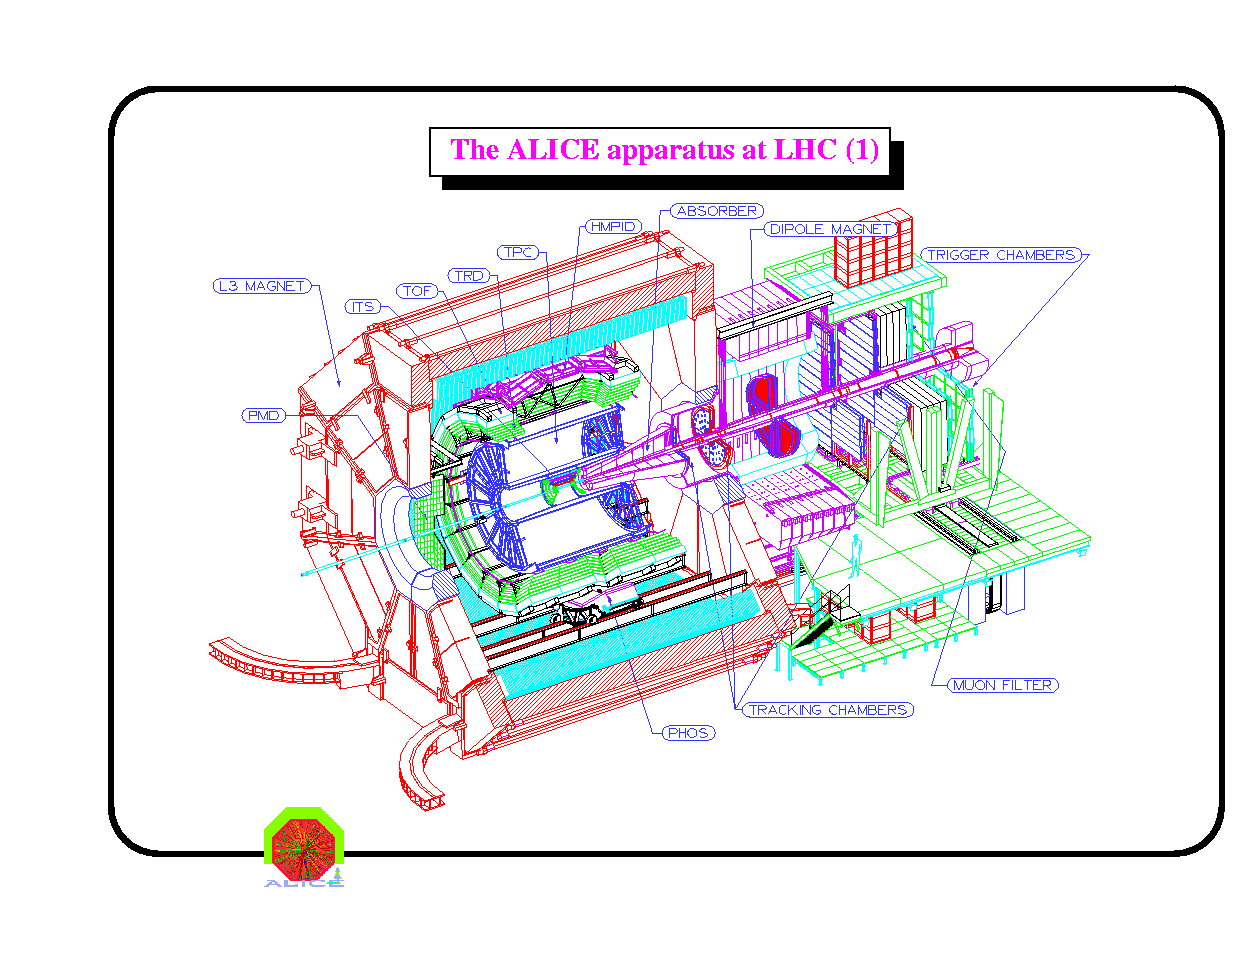 The ALICE apparatus at LHC (1)
ABSORBER
HMPID
DIPOLE MAGNET
TPC
TRIGGER CHAMBERS
TRD
L3 MAGNET
TOF
ITS
PMD
MUON FILTER
TRACKING CHAMBERS
PHOS
ALICE